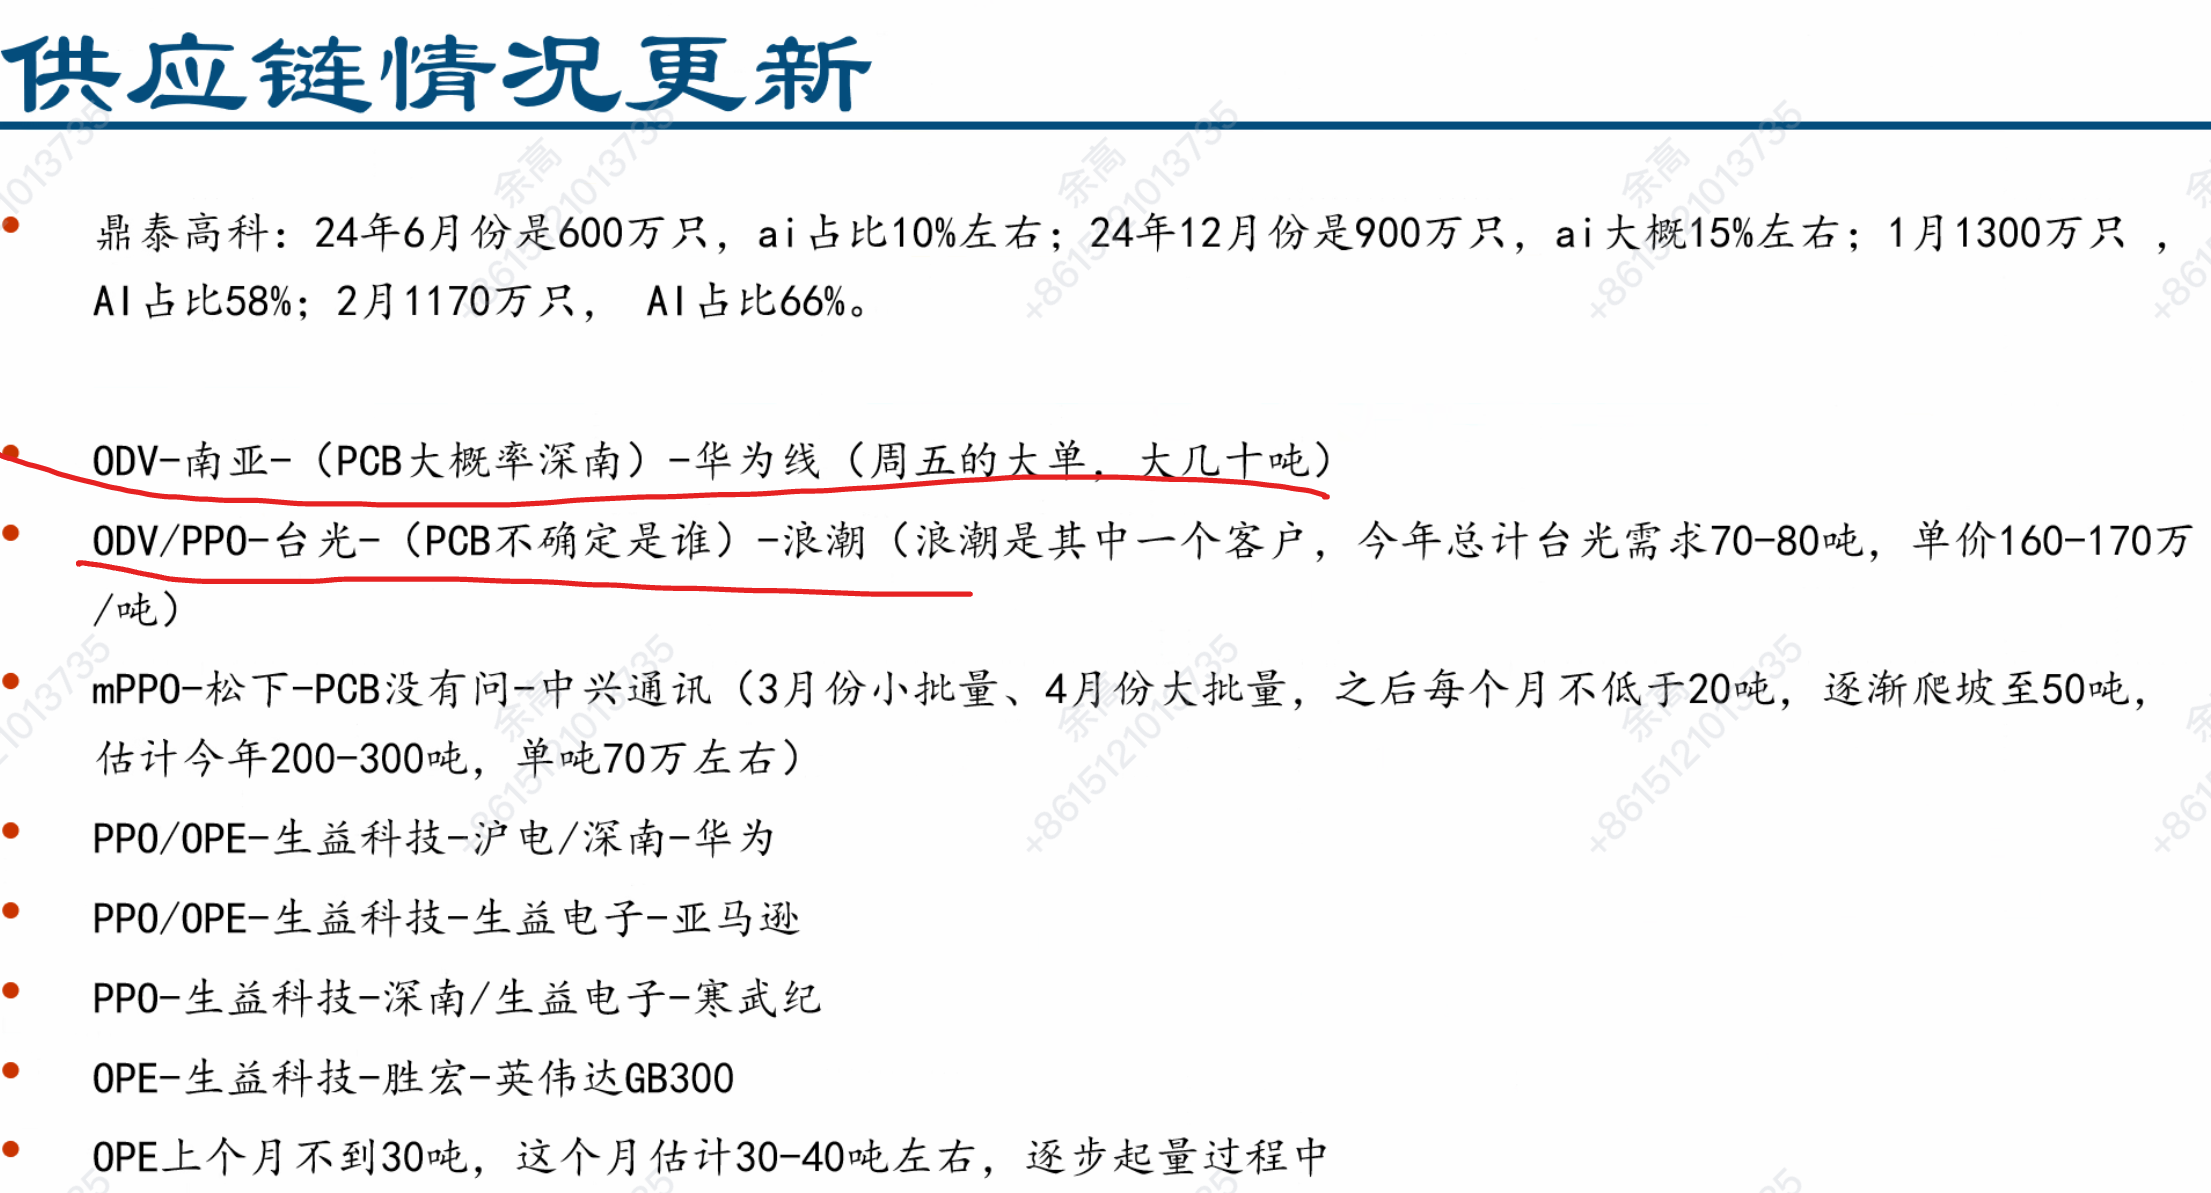 供应链情况更新
鼎泰高科：24年6月份是600万只，ai占比10%左右；24年12月份是900万只，ai大概15%左右；1月1300万只 ，
AI占比58%；2月1170万只， AI占比66%。
ODV-南亚-（PCB大概率深南）-华为线（周五的大单，大几十吨）
ODV/PPO-台光-（PCB不确定是谁）-浪潮（浪潮是其中一个客户，今年总计台光需求70-80吨，单价160-170万
/吨）
mPPO-松下-PCB没有问-中兴通讯（3月份小批量、4月份大批量，之后每个月不低于20吨，逐渐爬坡至50吨，
估计今年200-300吨，单吨70万左右）
PPO/OPE-生益科技-沪电/深南-华为
PPO/OPE-生益科技-生益电子-亚马逊
PPO-生益科技-深南/生益电子-寒武纪
OPE-生益科技-胜宏-英伟达GB300
OPE上个月不到30吨，这个月估计30-40吨左右，逐步起量过程中
余高
+8615121013735